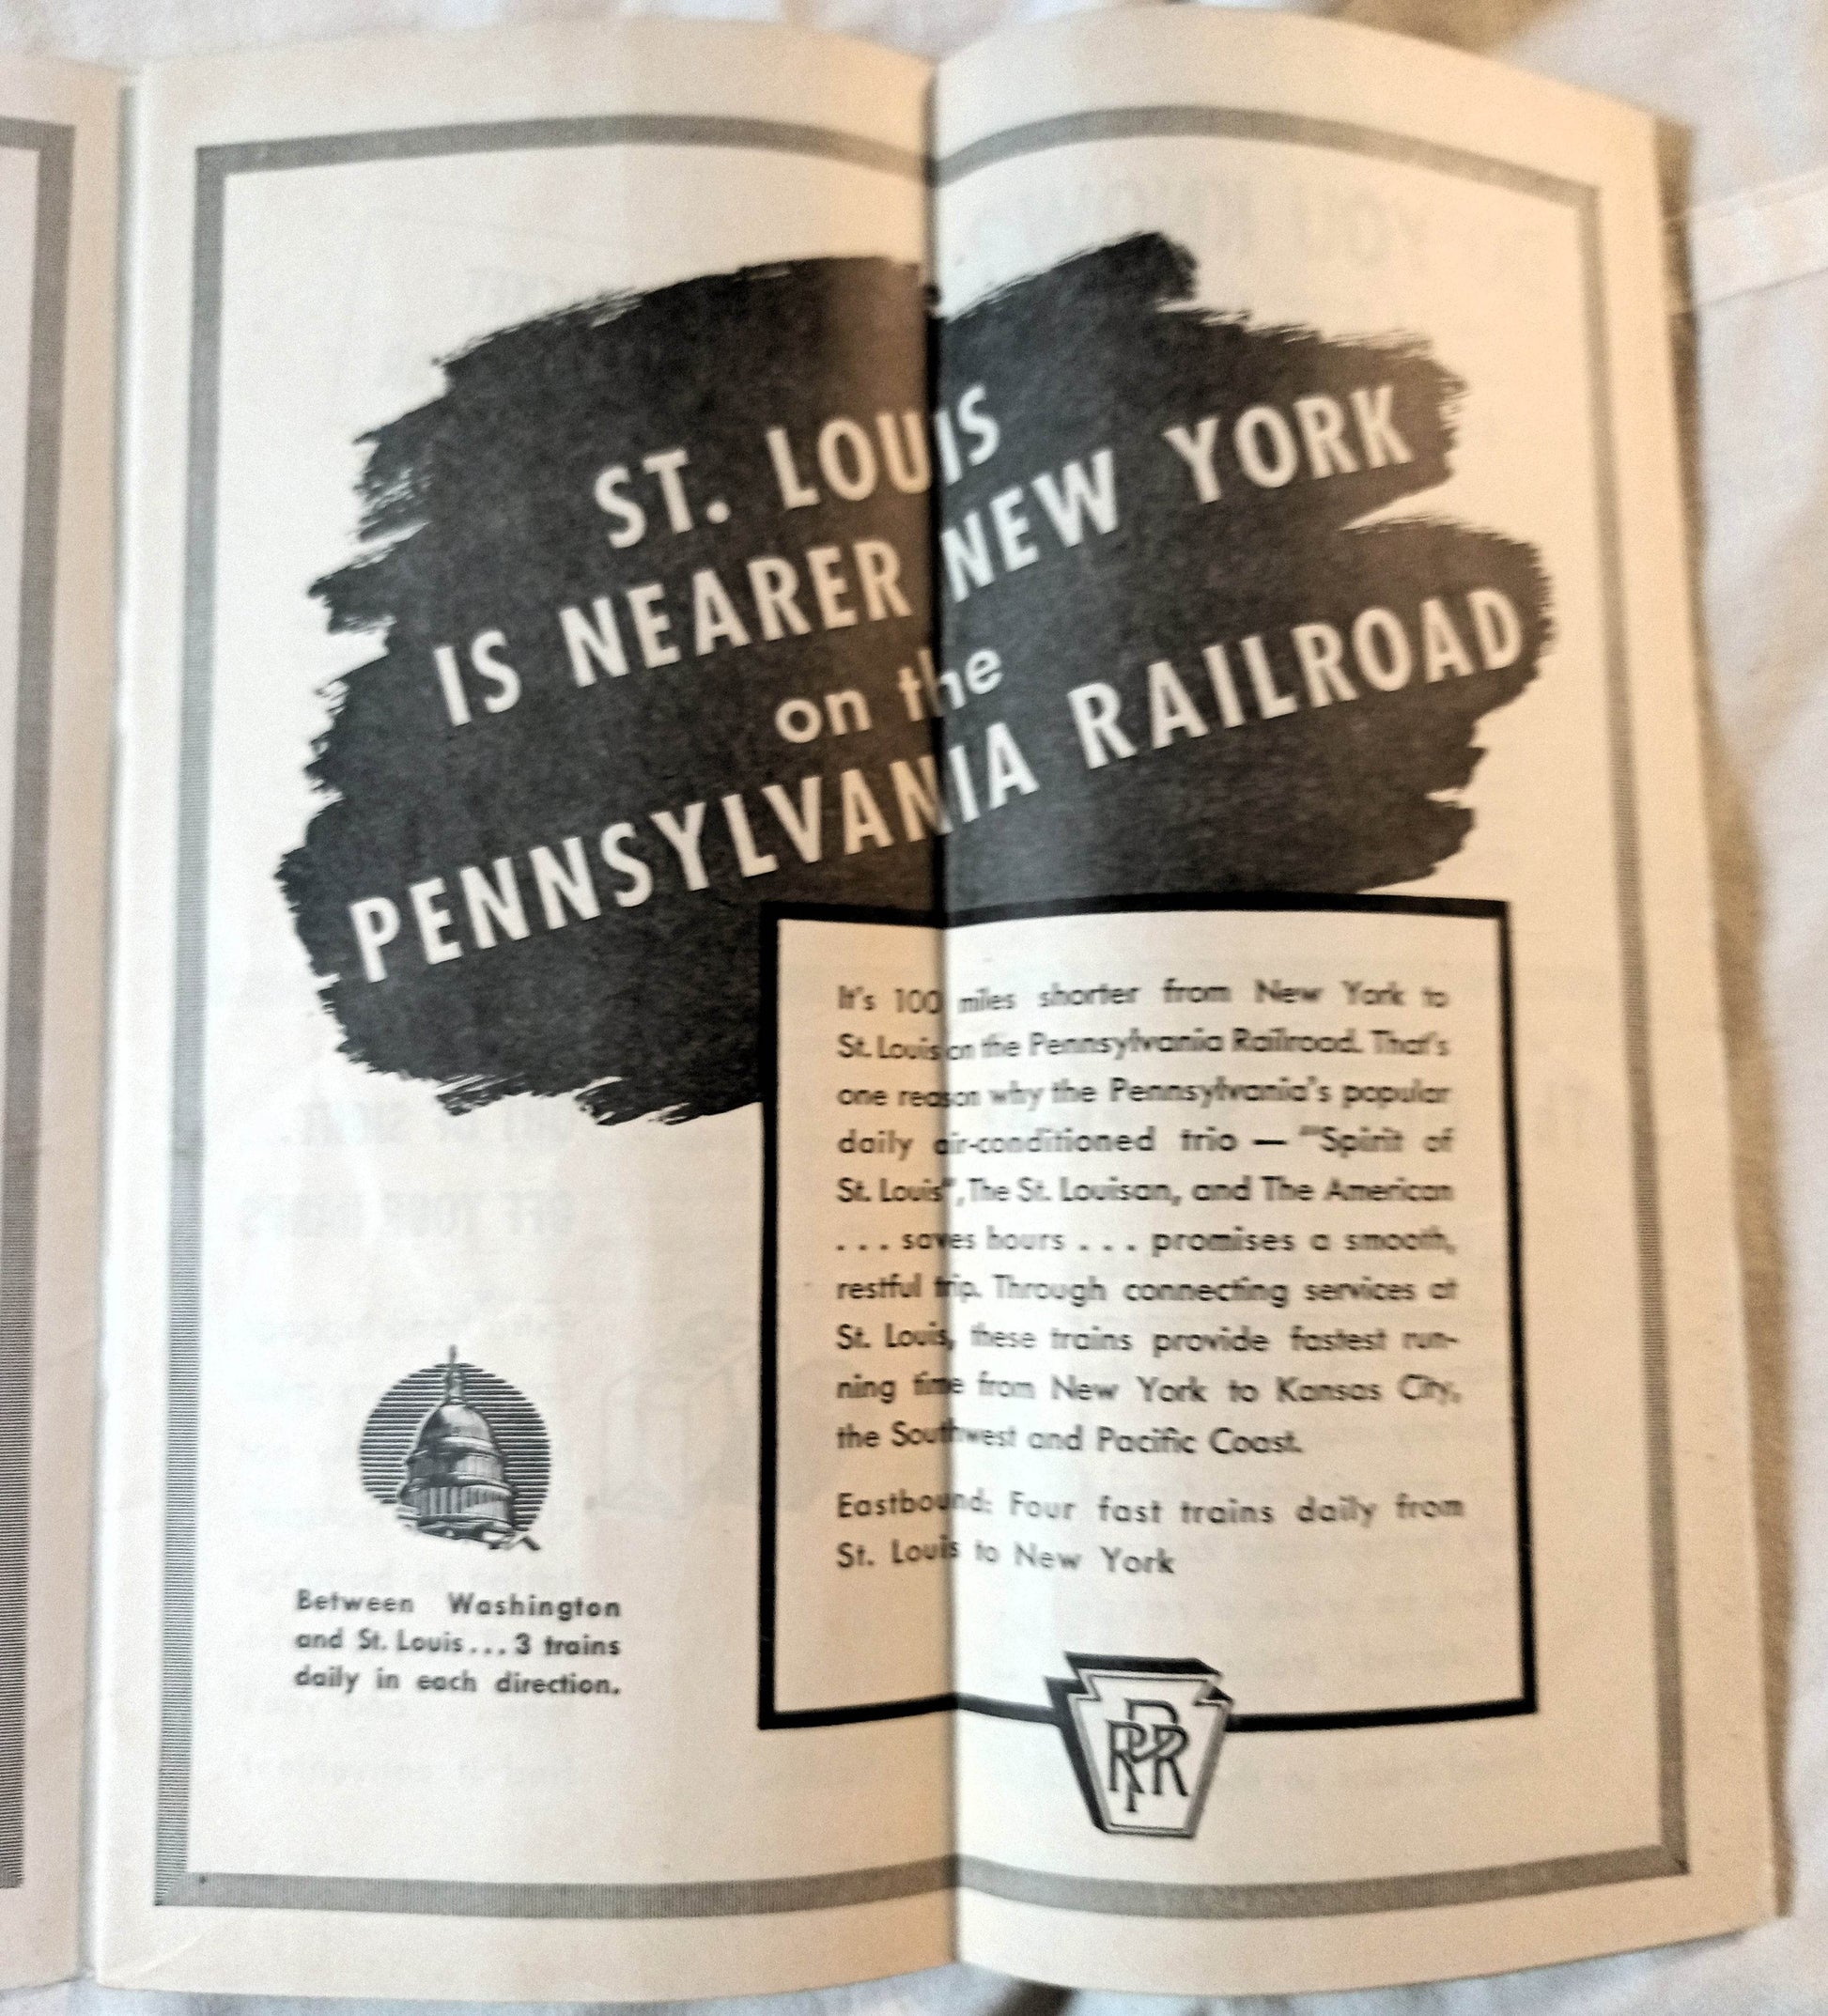 ST. LOUIS
IS NEARER NEW YORK
on the
PENNSYLVANIA RAILROAD
It's 100 miles shorter from New York to
St. Louis on the Pennsylvania Railroad. That's
one reason why the Pennsylvania's popular
daily air-conditioned trio — "Spirit of
St. Louis", The St. Louisan, and The American
. . . saves hours . . . promises a smooth,
restful trip. Through connecting services at
St. Louis, these trains provide fastest run-
ning time from New York to Kansas City,
the Southwest and Pacific Coast.
Eastbound: Four fast trains daily from
St. Louis to New York
Between Washington
and St. Louis . . . 3 trains
daily in each direction.
PRR